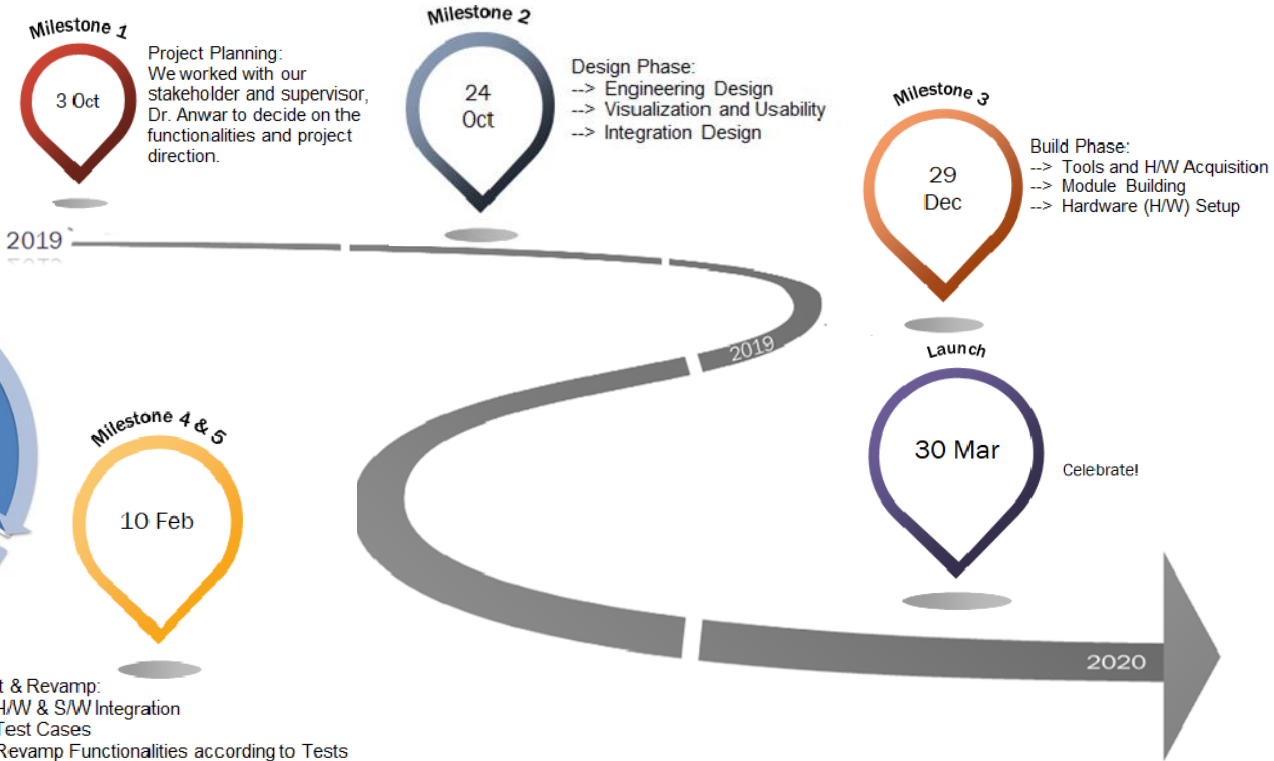 Milestone 1
3 Oct
Project Planning:
We worked with our
stakeholder and supervisor,
Dr. Anwar to decide on the
functionalities and project
direction.
Milestone 2
24
Oct
Design Phase:
--> Engineering Design
--> Visualization and Usability
--> Integration Design
Milestone 3
29
Dec
Build Phase:
--> Tools and H/W Acquisition
--> Module Building
--> Hardware (H/W) Setup
2019
2019
Launch
30 Mar
Celebrate!
Milestone 4 & 5
10 Feb
& Revamp:
H/W & S/W Integration
Test Cases
Revamp Functionalities according to Tests
2020